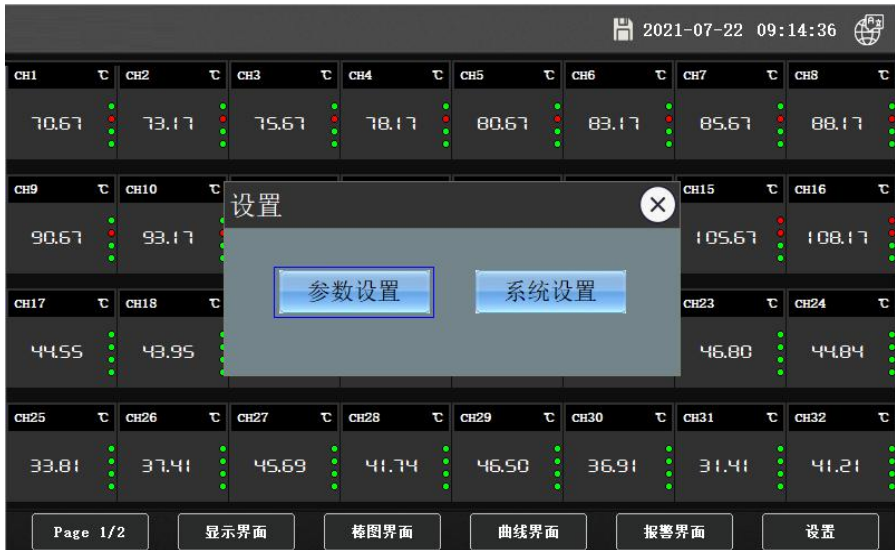 2021-07-22 09:14:36
CH1 ℃ CH2 ℃ CH3 ℃ CH4 ℃ CH5 ℃ CH6 ℃ CH7 ℃ CH8 ℃
70.67 73.17 75.67 78.17 80.67 83.17 85.67 88.17
CH9 ℃ CH10 ℃ CH15 ℃ CH16 ℃
设置
90.67 93.17 105.67 108.17
参数设置 系统设置
CH17 ℃ CH18 ℃ CH23 ℃ CH24 ℃
44.55 43.95 46.80 44.84
CH25 ℃ CH26 ℃ CH27 ℃ CH28 ℃ CH29 ℃ CH30 ℃ CH31 ℃ CH32 ℃
33.81 37.41 45.69 41.74 46.50 36.91 31.41 41.21
Page 1/2 显示界面 棒图界面 曲线界面 报警界面 设置